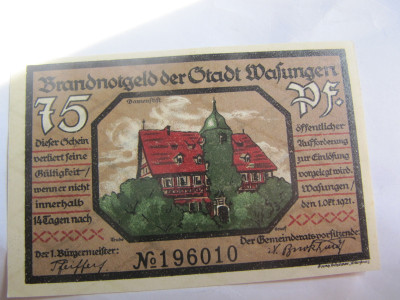 Brandnotgeld der Stadt Wasungen
75 Pf.
Damenstift
Dieser Schein
verliert seine
Gültigkeit
wenn er nicht
innerhalb
14 Tagen nach
öffentlicher
Aufforderung
zur Einlösung
vorgelegt wird.
Wasungen/
den 1. Okt. 1921.
Der 1. Bürgermeister:
№ 196010
Der Gemeinderatsvorsitzende: